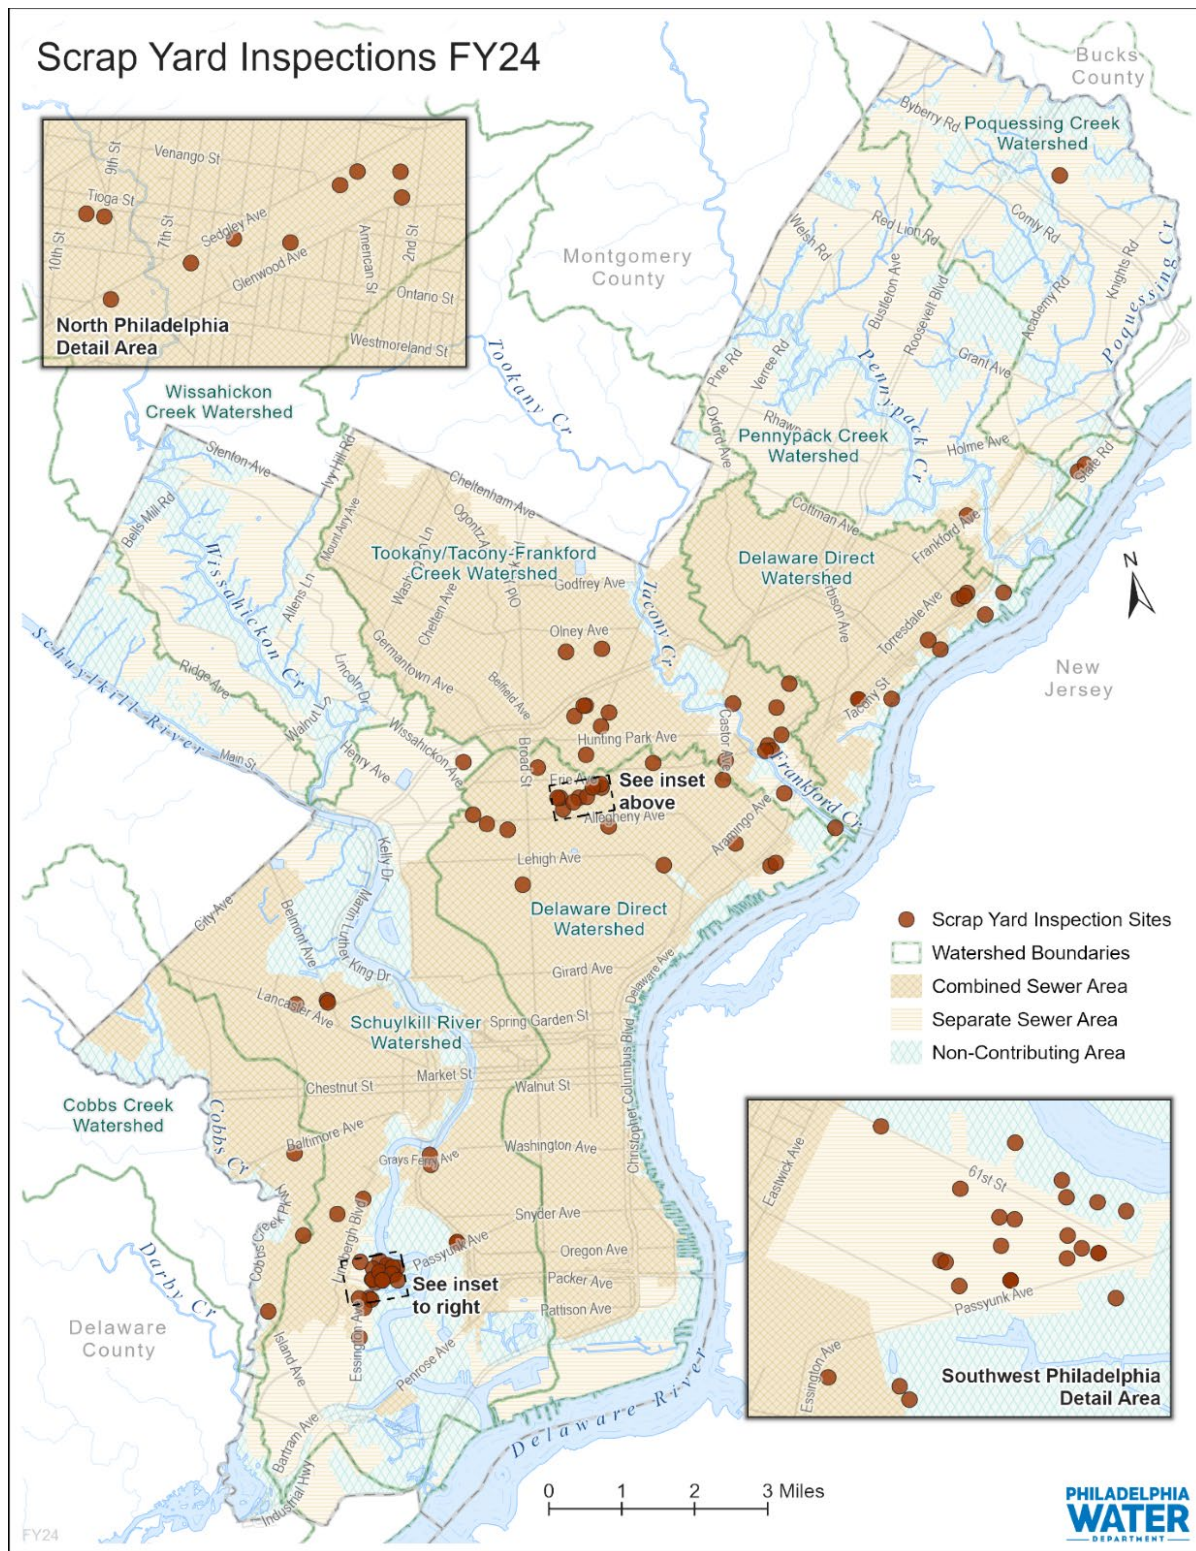 Scrap Yard Inspections FY24
Bucks
County
Byberry Rd
Poquessing Creek
Watershed
Venango St
9th St
Tioga St
10th St
7th St
Sedgley Ave
Glenwood Ave
American St
2nd St
Ontario St
Westmoreland St
North Philadelphia
Detail Area
Montgomery
County
Welsh Rd
Red Lion Rd
Comly Rd
Knights Rd
Poquessing Cr
Bustleton Ave
Roosevelt Blvd
Academy Rd
Grant Ave
Pine Rd
Verree Rd
Pennypack Cr
Tookany Cr
Wissahickon
Creek Watershed
Oxford Ave
Pennypack Creek
Watershed
Holme Ave
State Rd
Stenton Ave
Ivy Hill Rd
Cheltenham Ave
Cottman Ave
Frankford Ave
Bells Mill Rd
Mount Airy Ave
Tookany/Tacony-Frankford
Creek Watershed
Delaware Direct
Watershed
N
Wissahickon Cr
Allens Ln
Chelten Ave
Godfrey Ave
Tacony Cr
Torresdale Ave
Schuylkill River
Olney Ave
Germantown Ave
New
Jersey
Ridge Ave
Lincoln Dr
Belfield Ave
Tacony St
Walnut Ln
Wissahickon Ave
Main St
Henry Ave
Broad St
Hunting Park Ave
Castor Ave
Frankford Cr
Erie Ave
See inset
above
Allegheny Ave
Aramingo Ave
Kelly Dr
Lehigh Ave
City Ave
Belmont Ave
Martin Luther King Dr
Delaware Direct
Watershed
Scrap Yard Inspection Sites
Watershed Boundaries
Combined Sewer Area
Separate Sewer Area
Non-Contributing Area
Girard Ave
Delaware Ave
Lancaster Ave
Schuylkill River
Watershed
Spring Garden St
Christopher Columbus Blvd
Market St
Chestnut St
Walnut St
Cobbs Creek
Watershed
Cobbs Cr
Baltimore Ave
Washington Ave
Grays Ferry Ave
Cobbs Creek Pkwy
Lindbergh Blvd
Snyder Ave
Passyunk Ave
Oregon Ave
Packer Ave
Pattison Ave
See inset
to right
Darby Cr
Delaware
County
Island Ave
Essington Ave
Penrose Ave
Bartram Ave
Industrial Hwy
Delaware River
Eastwick Ave
61st St
Passyunk Ave
Essington Ave
Southwest Philadelphia
Detail Area
0 1 2 3 Miles
PHILADELPHIA
WATER
DEPARTMENT
FY24